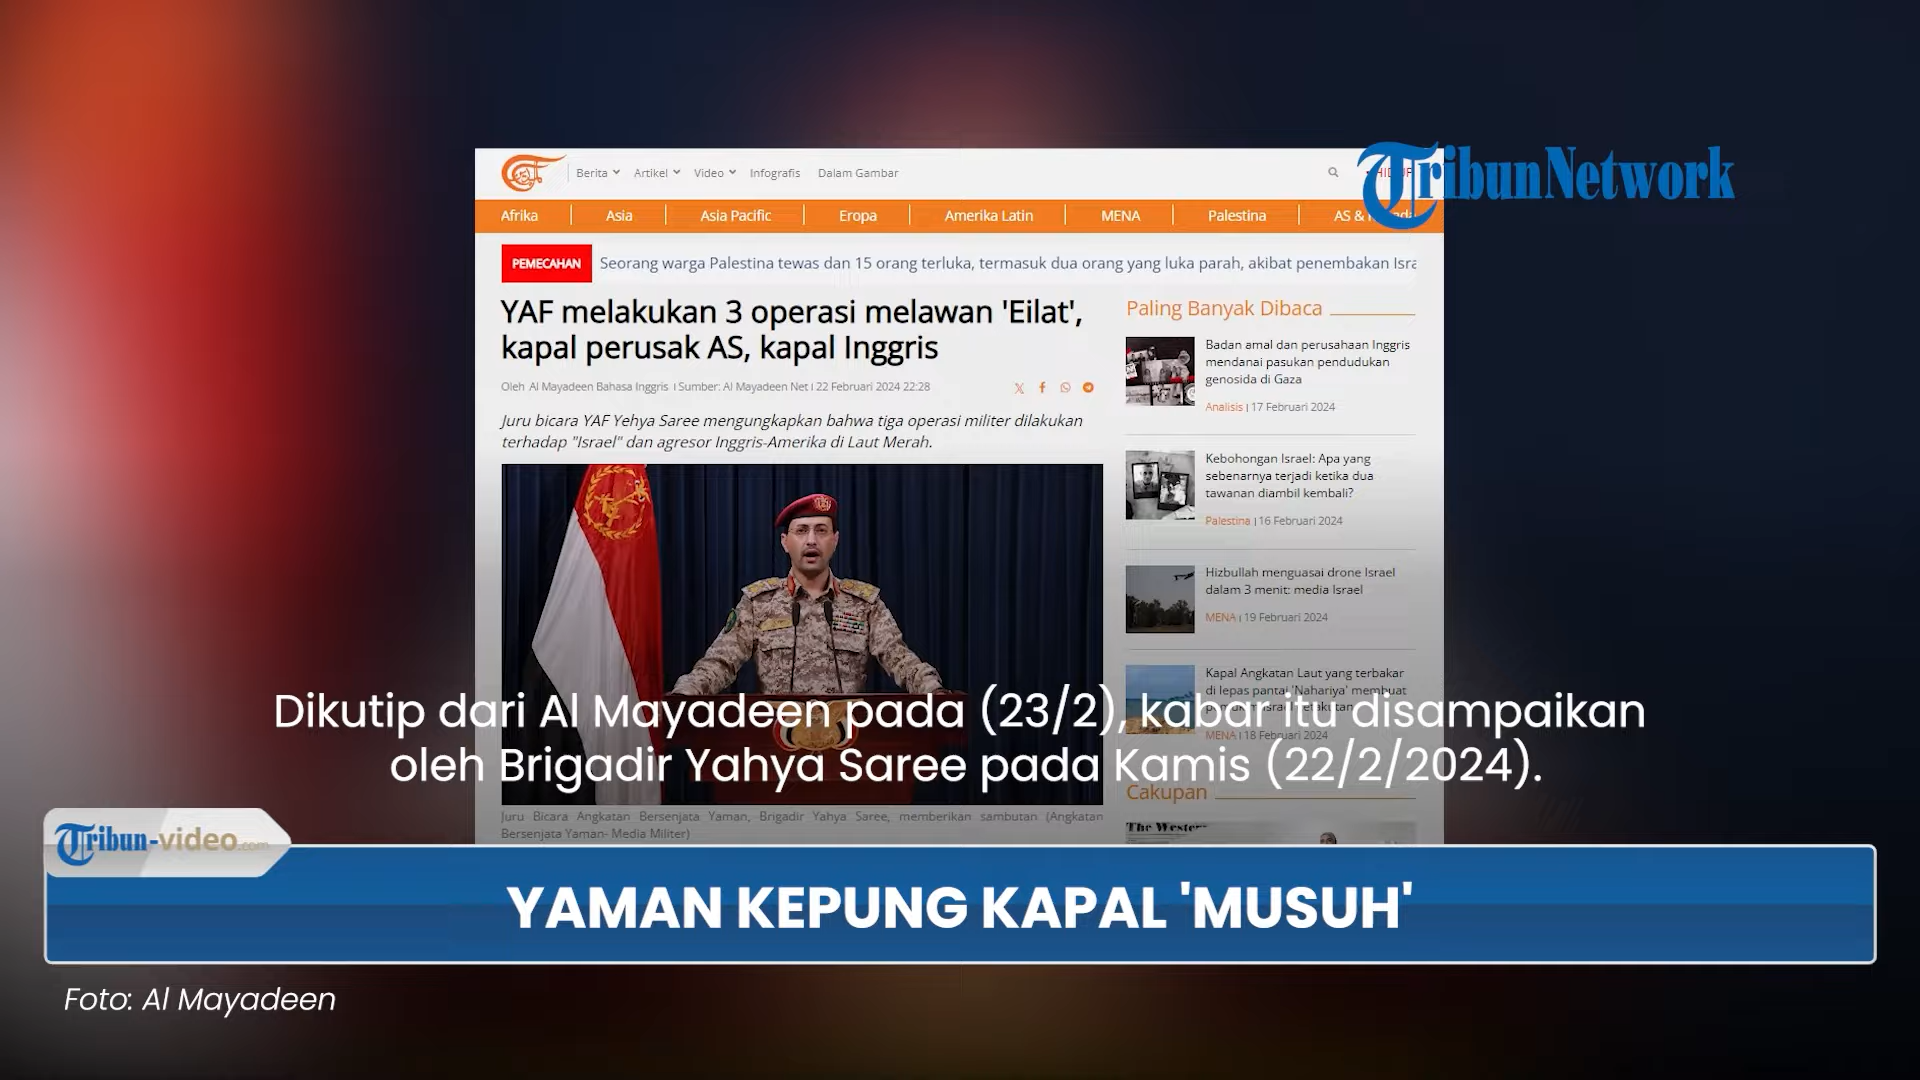 Berita Artikel Video Infografis Dalam Gambar
TribunNetwork
Afrika Asia Asia Pacific Eropa Amerika Latin MENA Palestina AS &
PEMECAHAN Seorang warga Palestina tewas dan 15 orang terluka, termasuk dua orang yang luka parah, akibat penembakan Isra
YAF melakukan 3 operasi melawan 'Eilat',
kapal perusak AS, kapal Inggris
Oleh Al Mayadeen Bahasa Inggris | Sumber: Al Mayadeen Net | 22 Februari 2024 22:28
Juru bicara YAF Yehya Saree mengungkapkan bahwa tiga operasi militer dilakukan
terhadap "Israel" dan agresor Inggris-Amerika di Laut Merah.
Paling Banyak Dibaca
Badan amal dan perusahaan Inggris
mendanai pasukan pendudukan
genosida di Gaza
Analisis | 17 Februari 2024
Kebohongan Israel: Apa yang
sebenarnya terjadi ketika dua
tawanan diambil kembali?
Palestina | 16 Februari 2024
Hizbullah menguasai drone Israel
dalam 3 menit: media Israel
MENA | 19 Februari 2024
Kapal Angkatan Laut yang terbakar
di lepas pantai 'Nahariya' membuat
MENA | 18 Februari 2024
Cakupan
Dikutip dari Al Mayadeen pada (23/2), kabar itu disampaikan
oleh Brigadir Yahya Saree pada Kamis (22/2/2024).
Juru Bicara Angkatan Bersenjata Yaman, Brigadir Yahya Saree, memberikan sambutan (Angkatan
Bersenjata Yaman- Media Militer)
Tribun-video.com
YAMAN KEPUNG KAPAL 'MUSUH'
Foto: Al Mayadeen